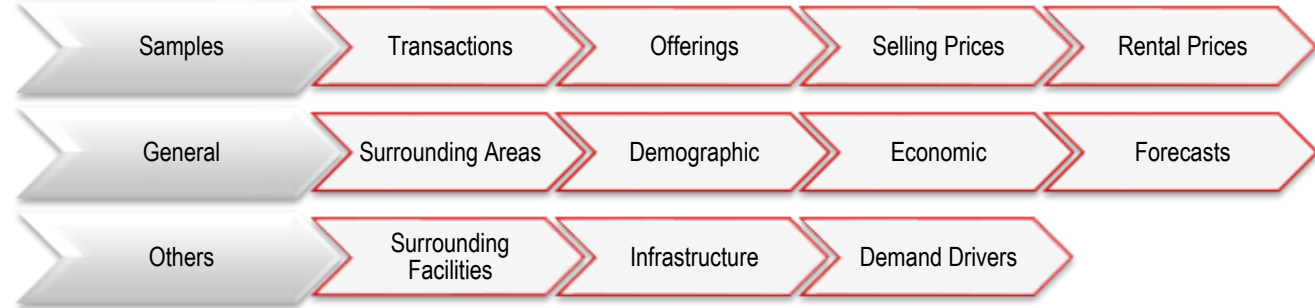 Samples
Transactions
Offerings
Selling Prices
Rental Prices
General
Surrounding Areas
Demographic
Economic
Forecasts
Others
Surrounding
Facilities
Infrastructure
Demand Drivers